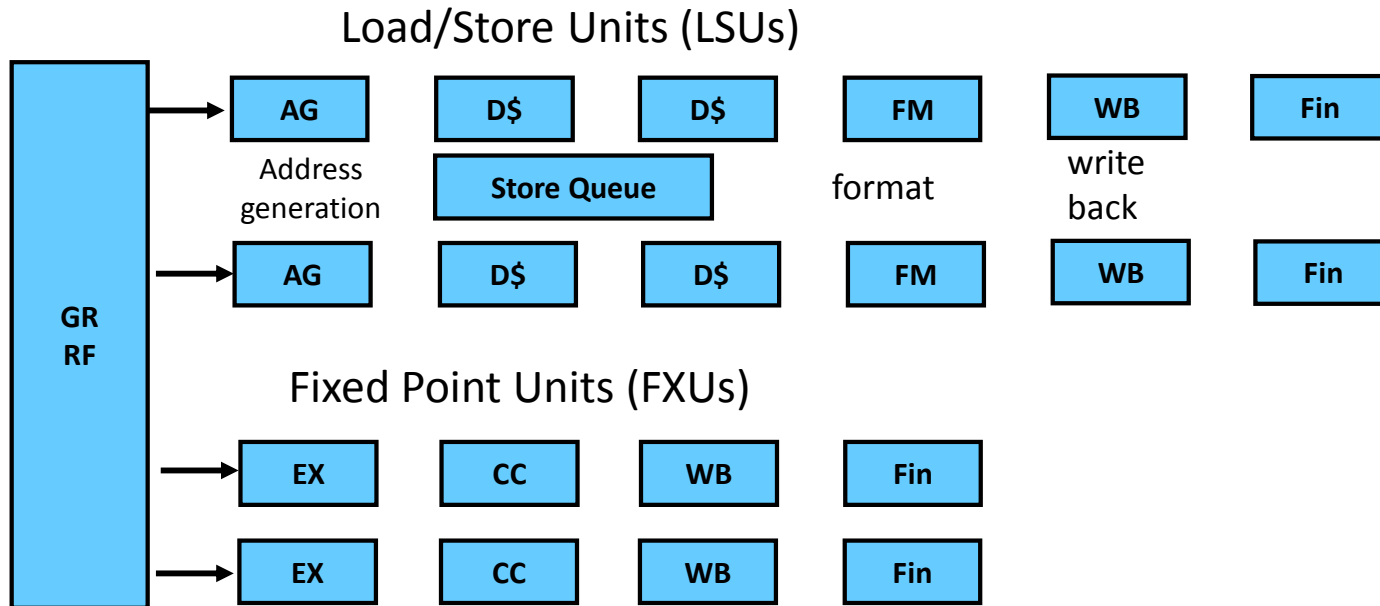 Load/Store Units (LSUs)
AG D$ D$ FM WB Fin
Address
generation
Store Queue
format
write
back
AG D$ D$ FM WB Fin
GR
RF
Fixed Point Units (FXUs)
EX CC WB Fin
EX CC WB Fin